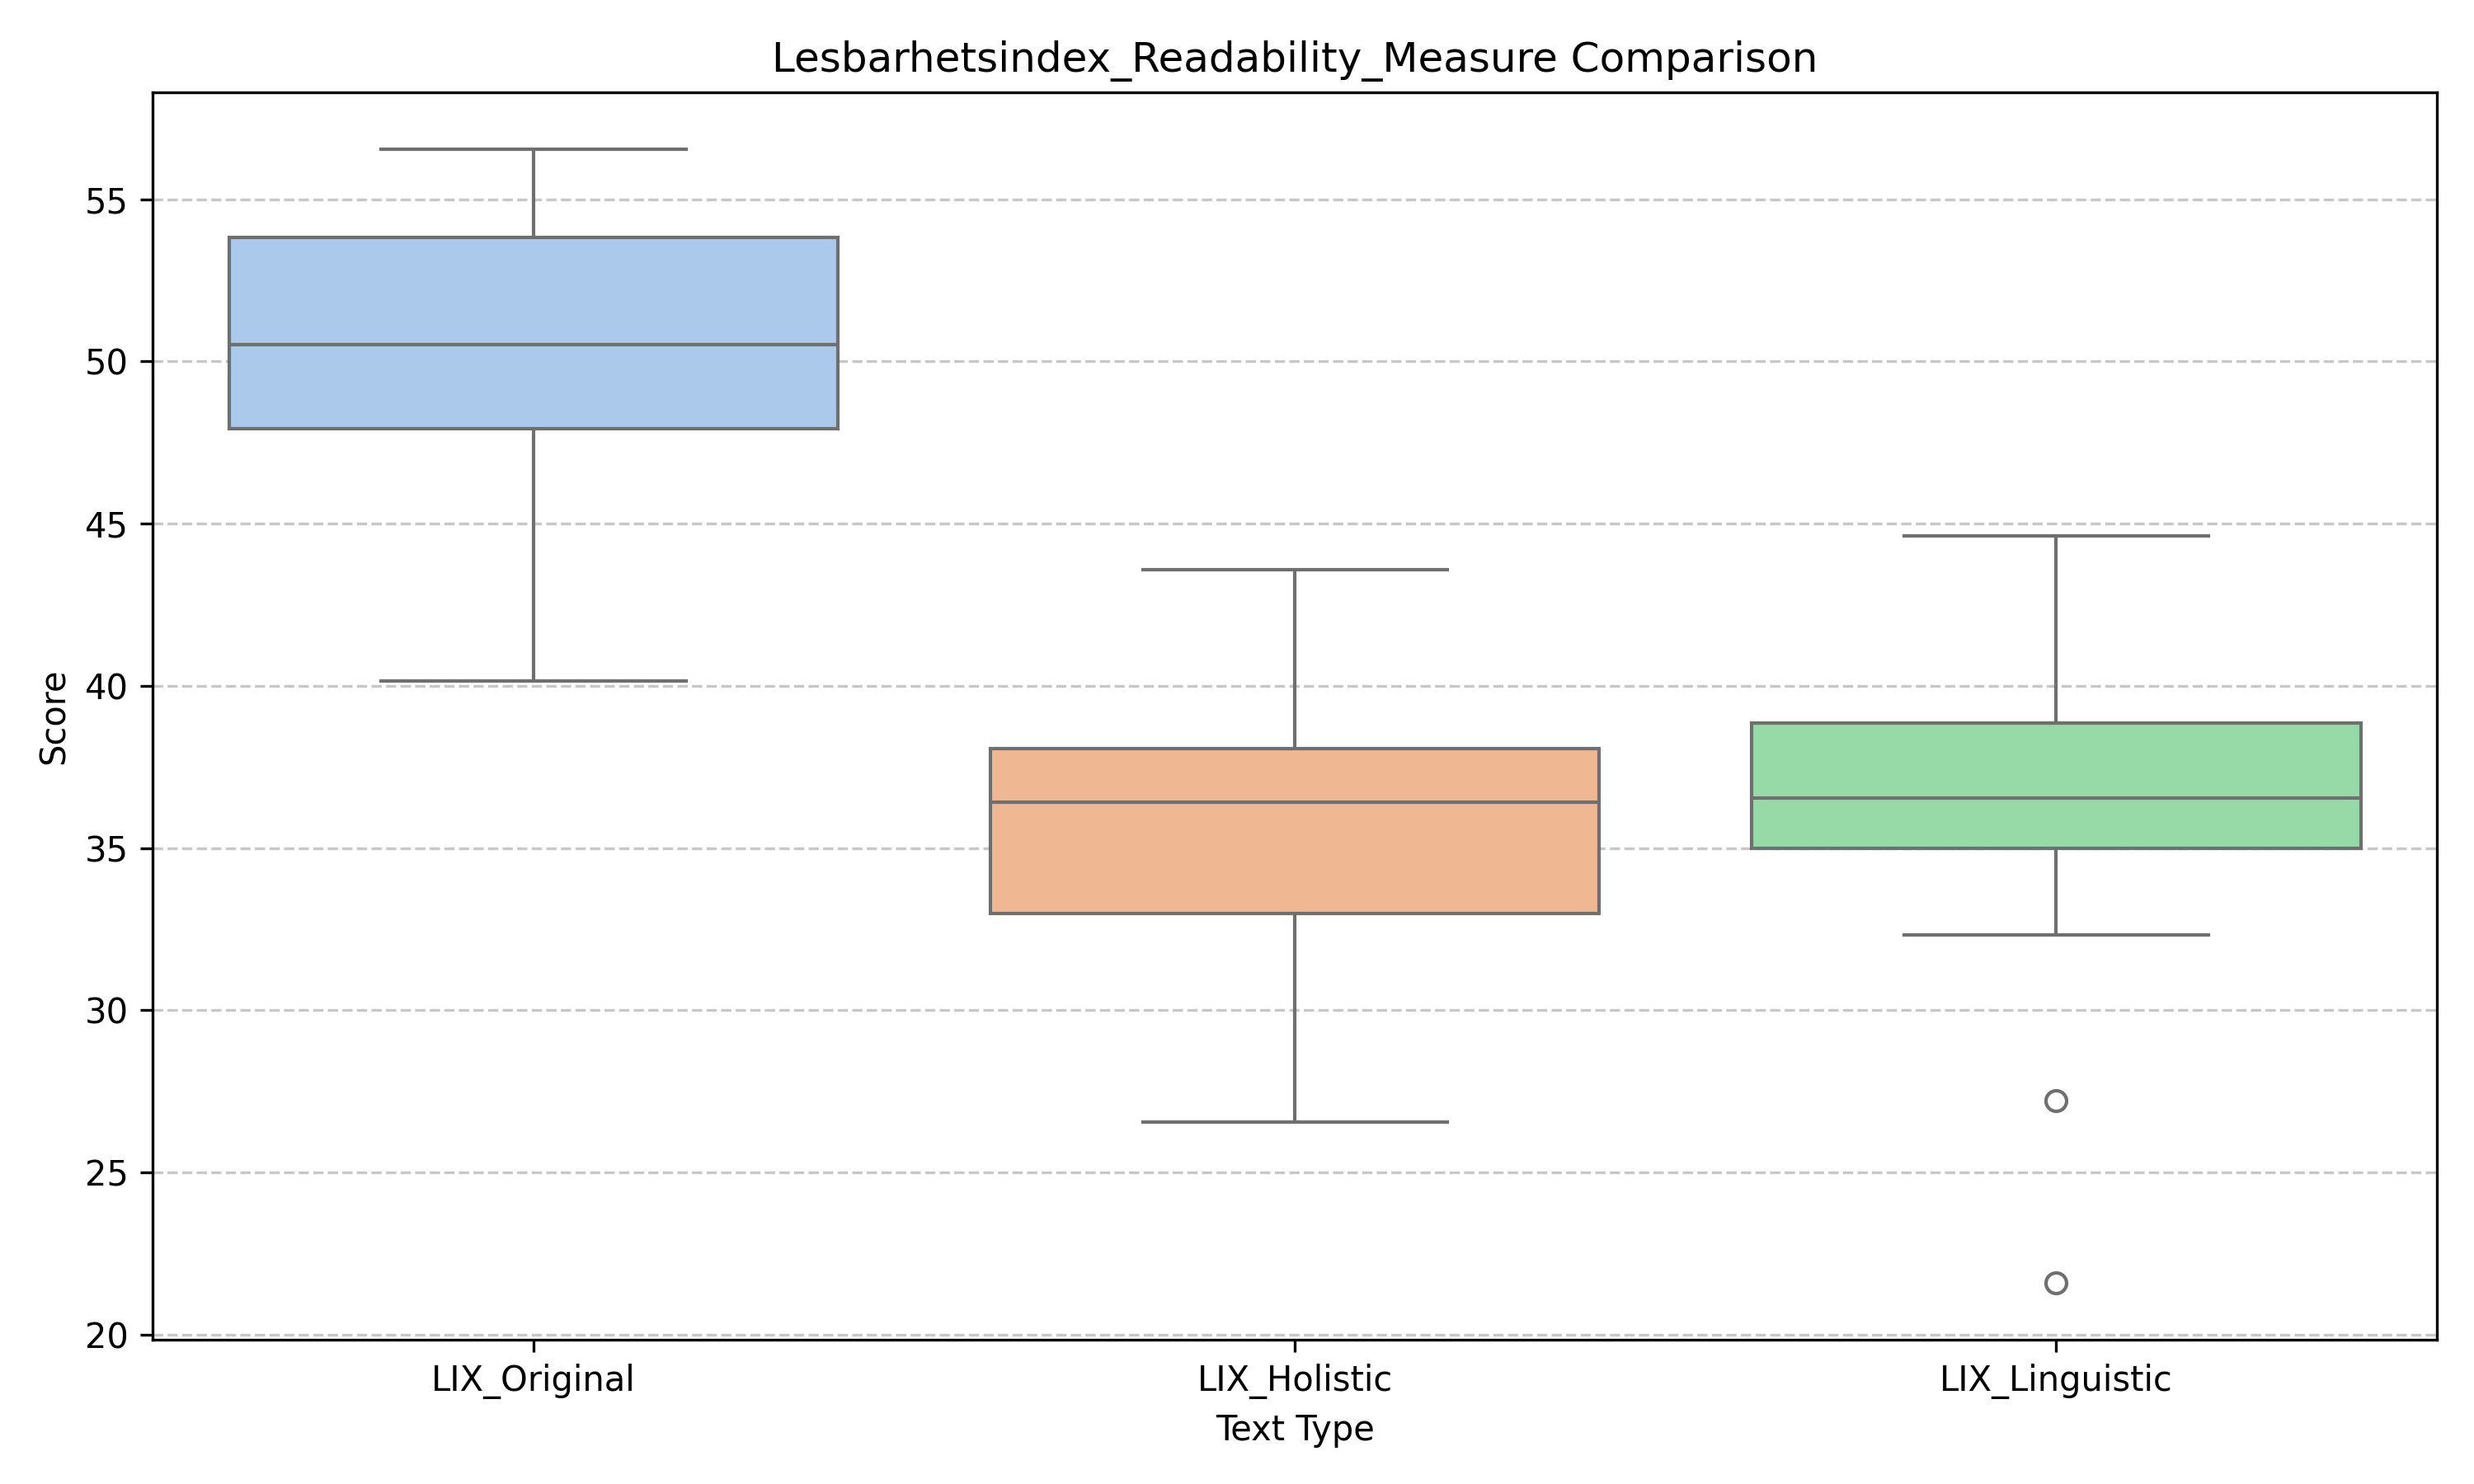 Lesbarhetsindex_Readability_Measure Comparison
55
50
45
40
35
30
25
20
Score
LIX_Original
LIX_Holistic
LIX_Linguistic
Text Type